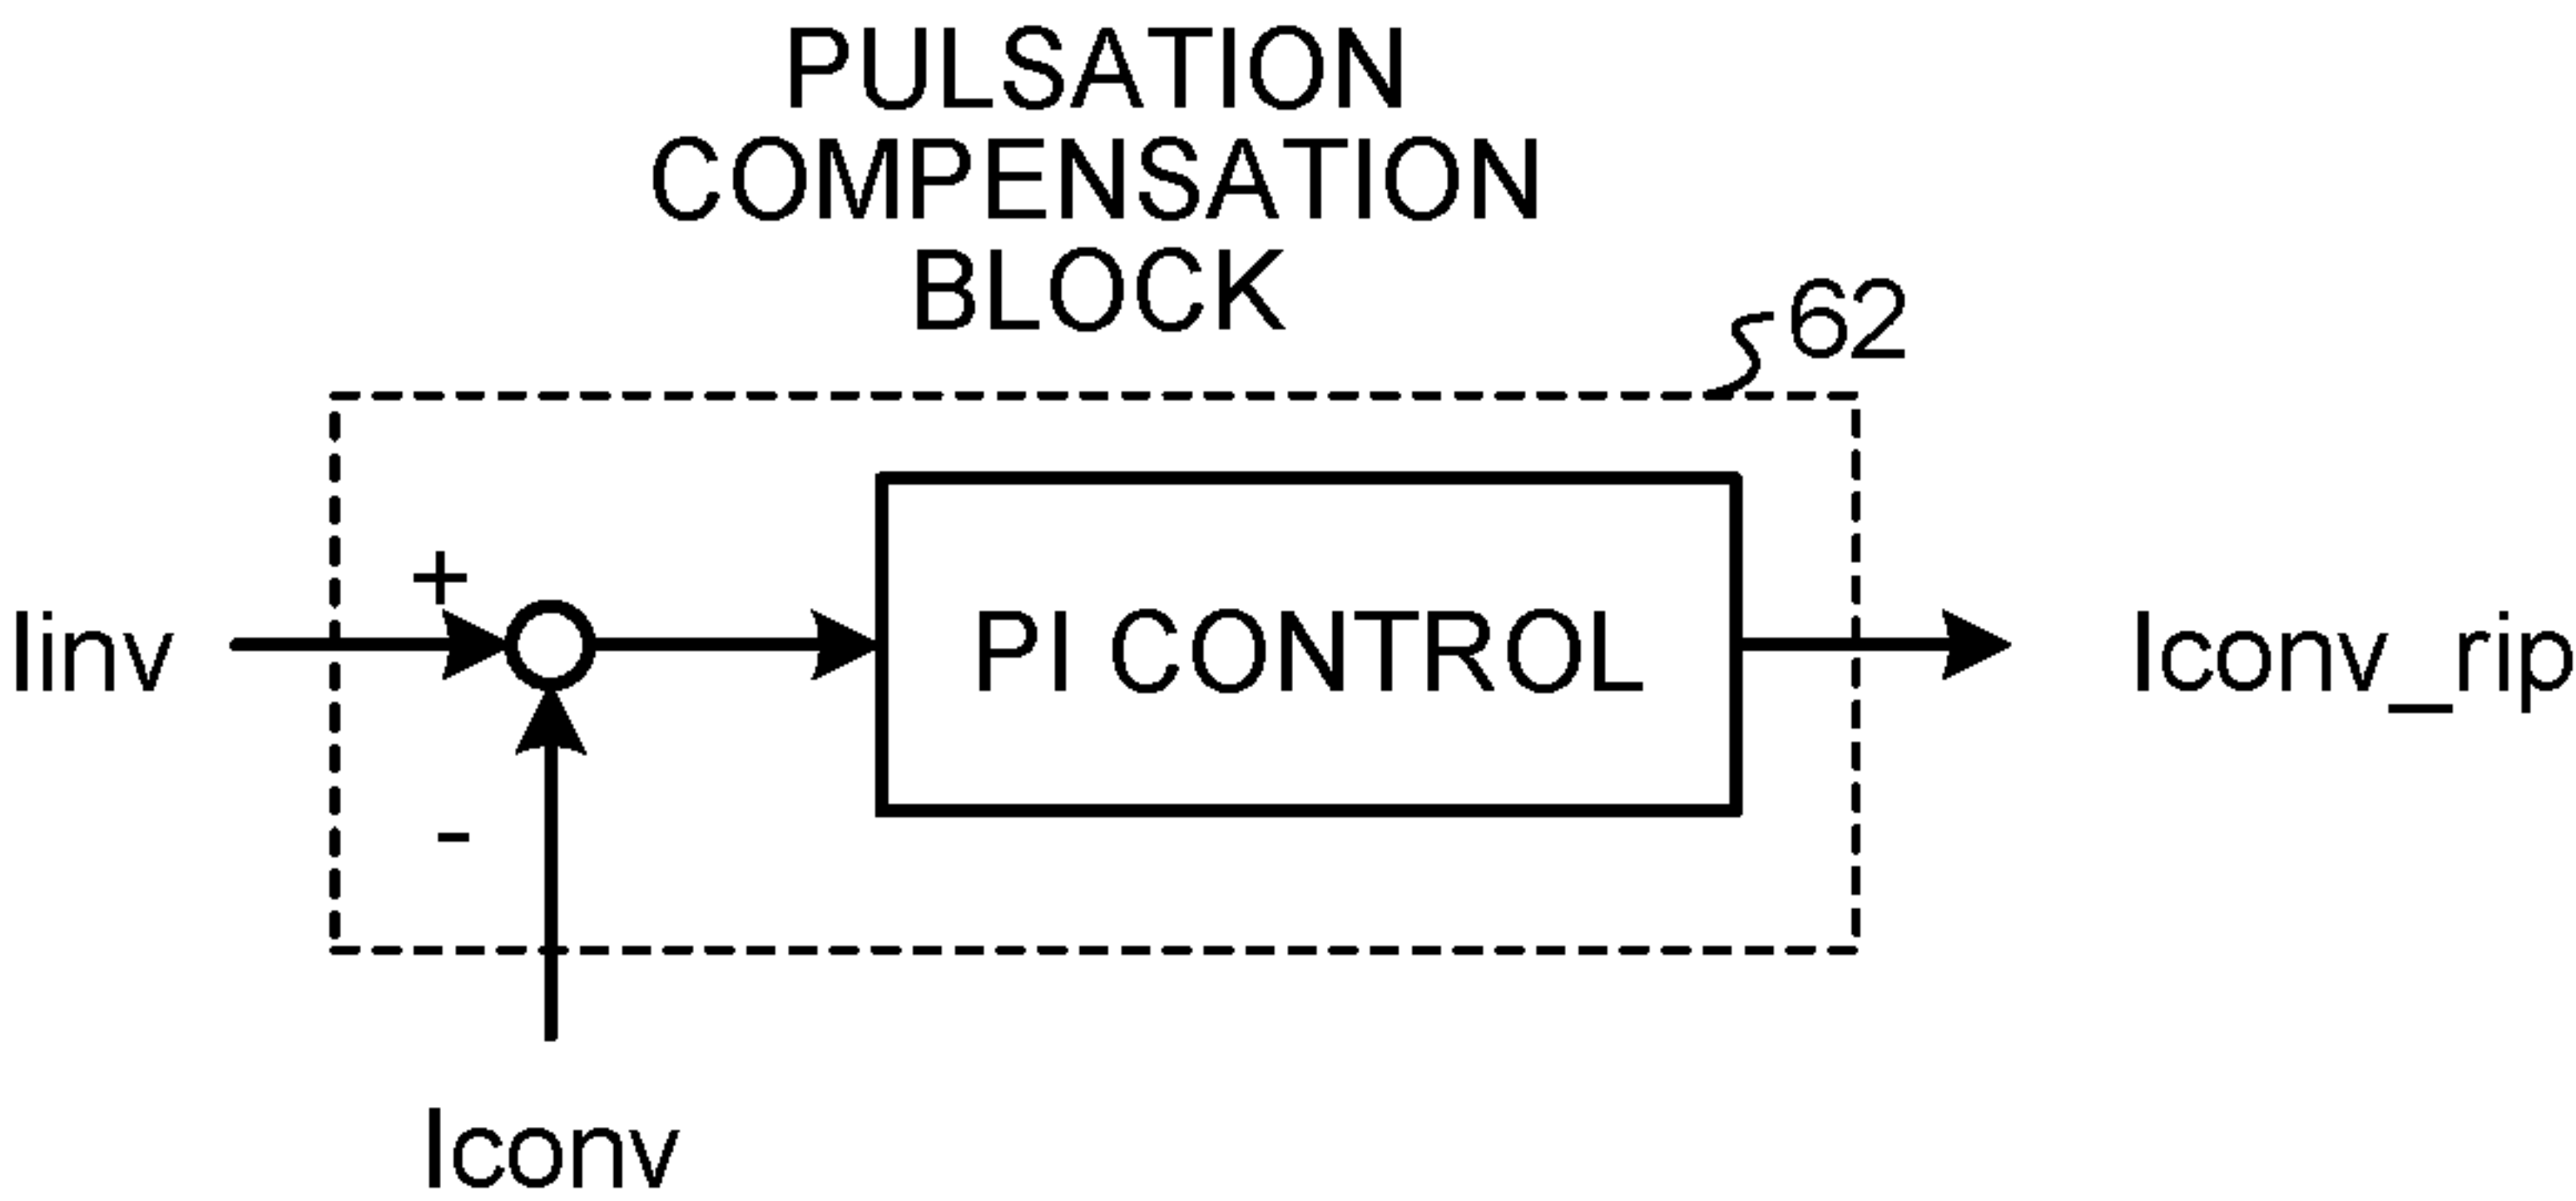 PULSATION
COMPENSATION
BLOCK
62
+
Iinv
PI CONTROL
Iconv_rip
-
Iconv